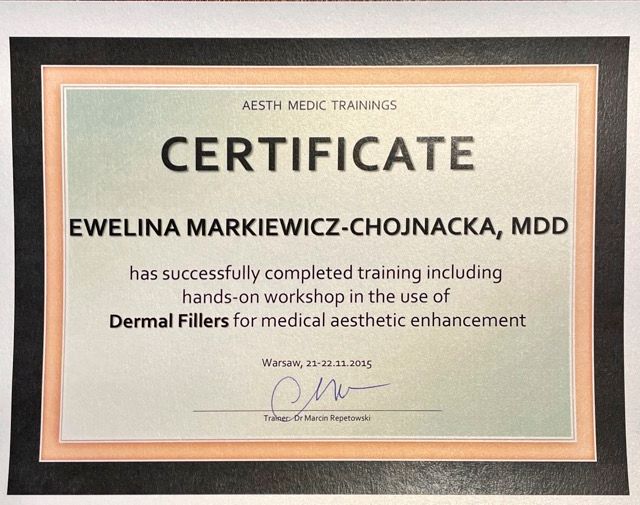 AESTH MEDIC TRAININGS
CERTIFICATE
EWELINA MARKIEWICZ-CHOJNACKA, MDD
has successfully completed training including
hands-on workshop in the use of
Dermal Fillers for medical aesthetic enhancement
Warsaw, 21-22.11.2015
Trainer: Dr Marcin Repetowski